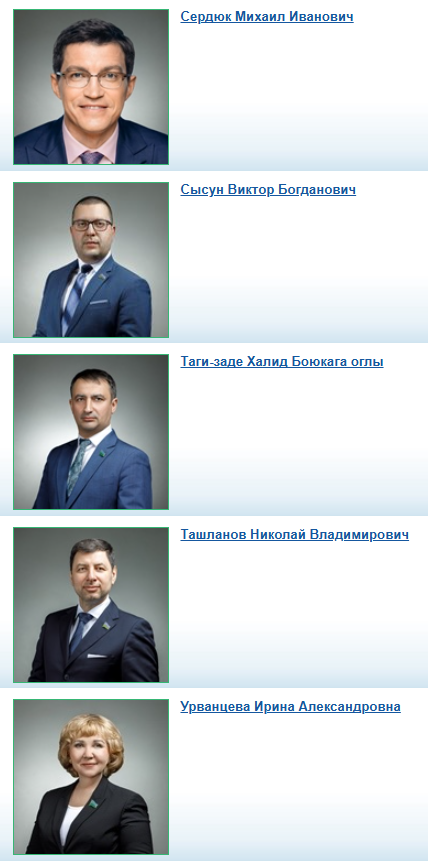 Сердюк Михаил Иванович
Сысун Виктор Богданович
Таги-заде Халид Боюкага оглы
Ташланов Николай Владимирович
Урванцева Ирина Александровна